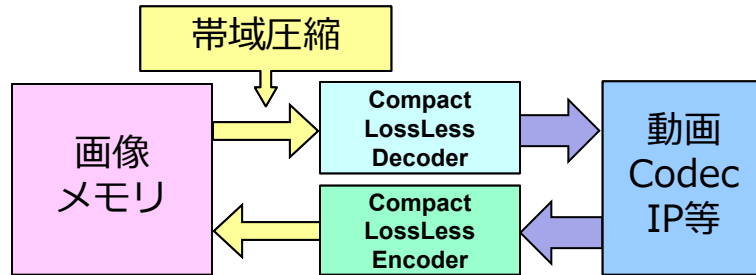 帯域圧縮
画像
メモリ
Compact
LossLess
Decoder
Compact
LossLess
Encoder
動画
Codec
IP等